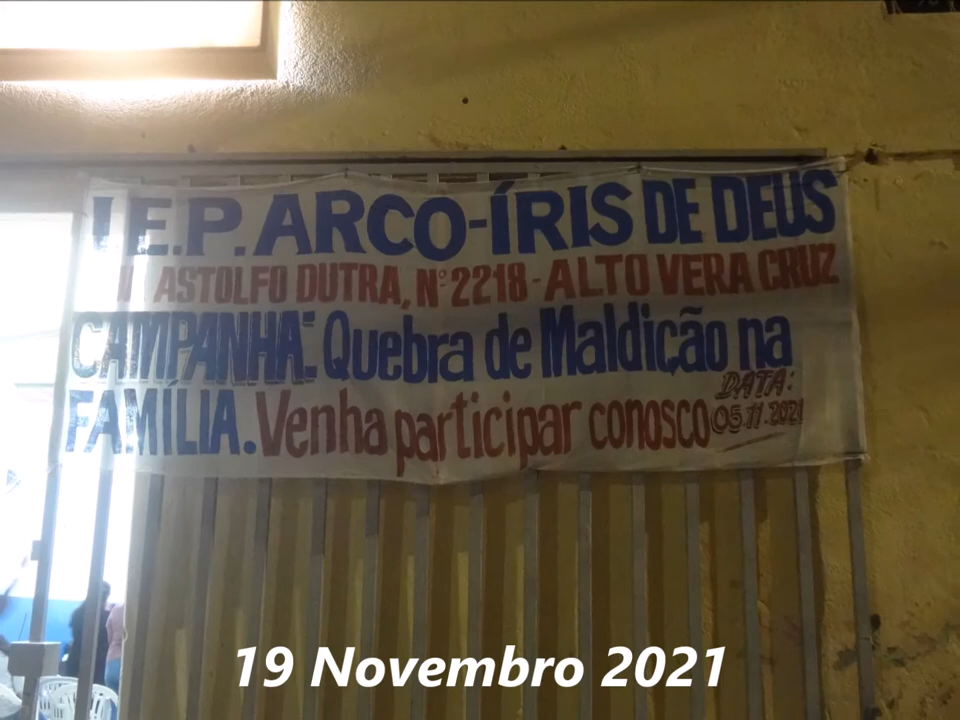 I.E.P. ARCO-ÍRIS DE DEUS
ASTOLFO DUTRA, Nº 2218 - ALTO VERA CRUZ
CAMPANHA: Quebra de Maldição na
FAMÍLIA. Venha participar conosco
DATA:
05.11.2021
19 Novembro 2021